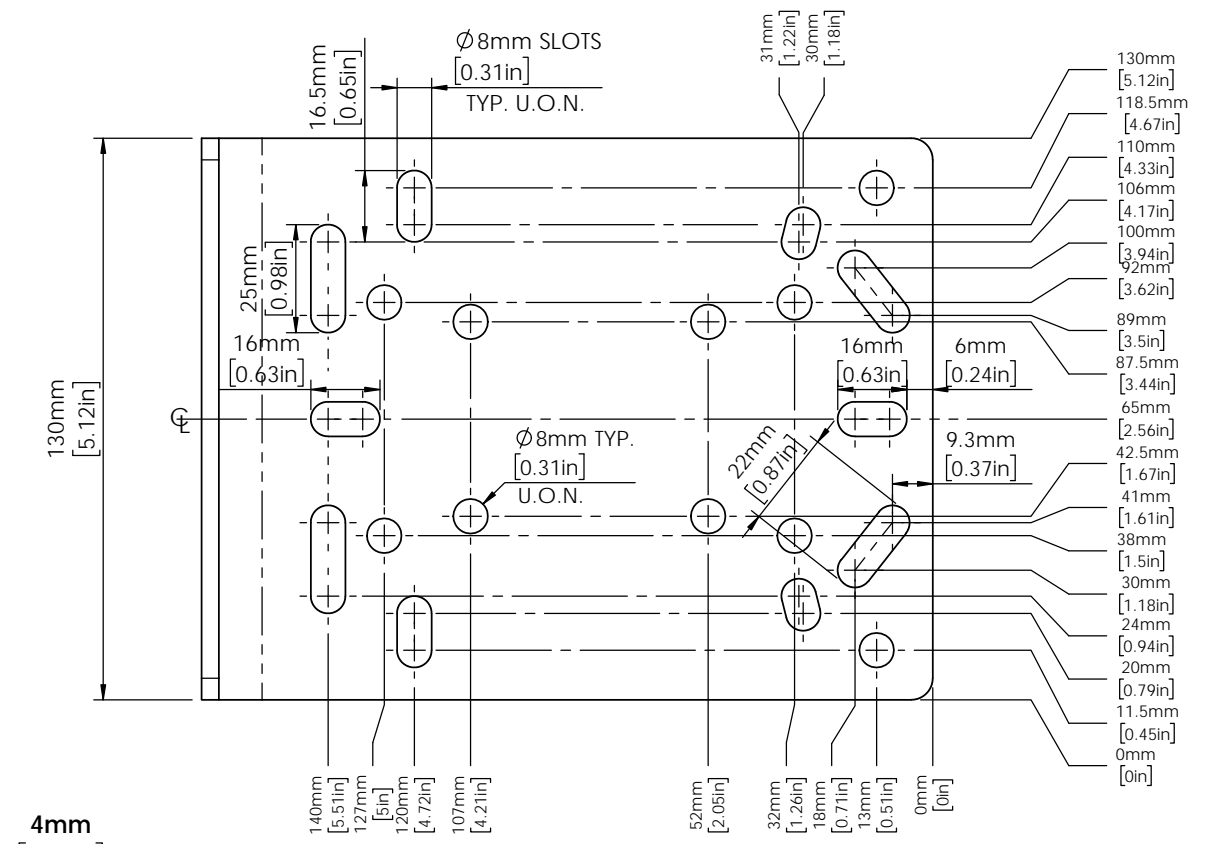 31mm
[1.22in]
30mm
[1.18in]
16.5mm
[0.65in]
Ø8mm SLOTS
[0.31in]
TYP. U.O.N.
130mm
[5.12in]
118.5mm
[4.67in]
110mm
[4.33in]
106mm
[4.17in]
100mm
[3.94in]
92mm
[3.62in]
89mm
[3.5in]
87.5mm
[3.44in]
65mm
[2.56in]
42.5mm
[1.67in]
41mm
[1.61in]
38mm
[1.5in]
30mm
[1.18in]
24mm
[0.94in]
20mm
[0.79in]
11.5mm
[0.45in]
0mm
[0in]
25mm
[0.98in]
16mm
[0.63in]
130mm
[5.12in]
CL
16mm
[0.63in]
6mm
[0.24in]
Ø8mm TYP.
[0.31in]
U.O.N.
22mm
[0.87in]
9.3mm
[0.37in]
140mm
[5.51in]
127mm
[5in]
120mm
[4.72in]
107mm
[4.21in]
52mm
[2.05in]
32mm
[1.26in]
18mm
[0.71in]
13mm
[0.51in]
0mm
[0in]
4mm